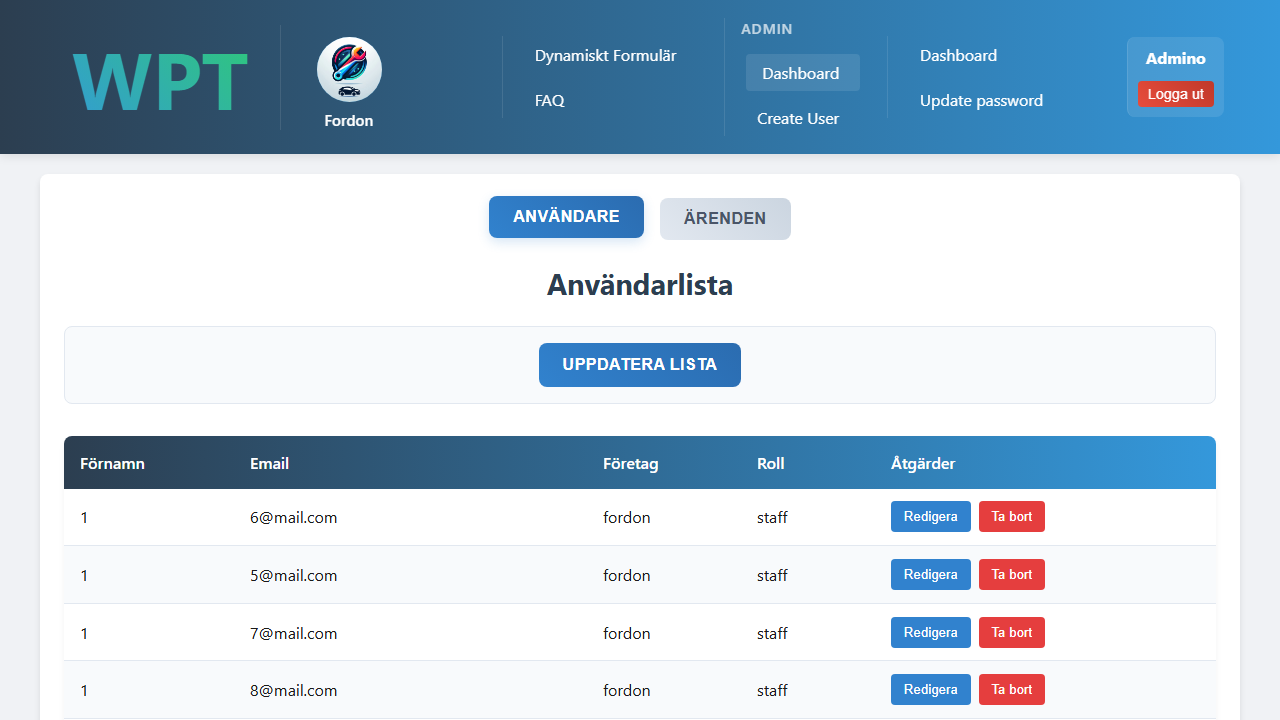 WPT
Fordon
Dynamiskt Formulär
FAQ
ADMIN
Dashboard
Create User
Dashboard
Update password
Admino
Logga ut
ANVÄNDARE
ÄRENDEN
Användarlista
UPPDATERA LISTA
Förnamn Email Företag Roll Åtgärder
1 6@mail.com fordon staff Redigera Ta bort
1 5@mail.com fordon staff Redigera Ta bort
1 7@mail.com fordon staff Redigera Ta bort
1 8@mail.com fordon staff Redigera Ta bort